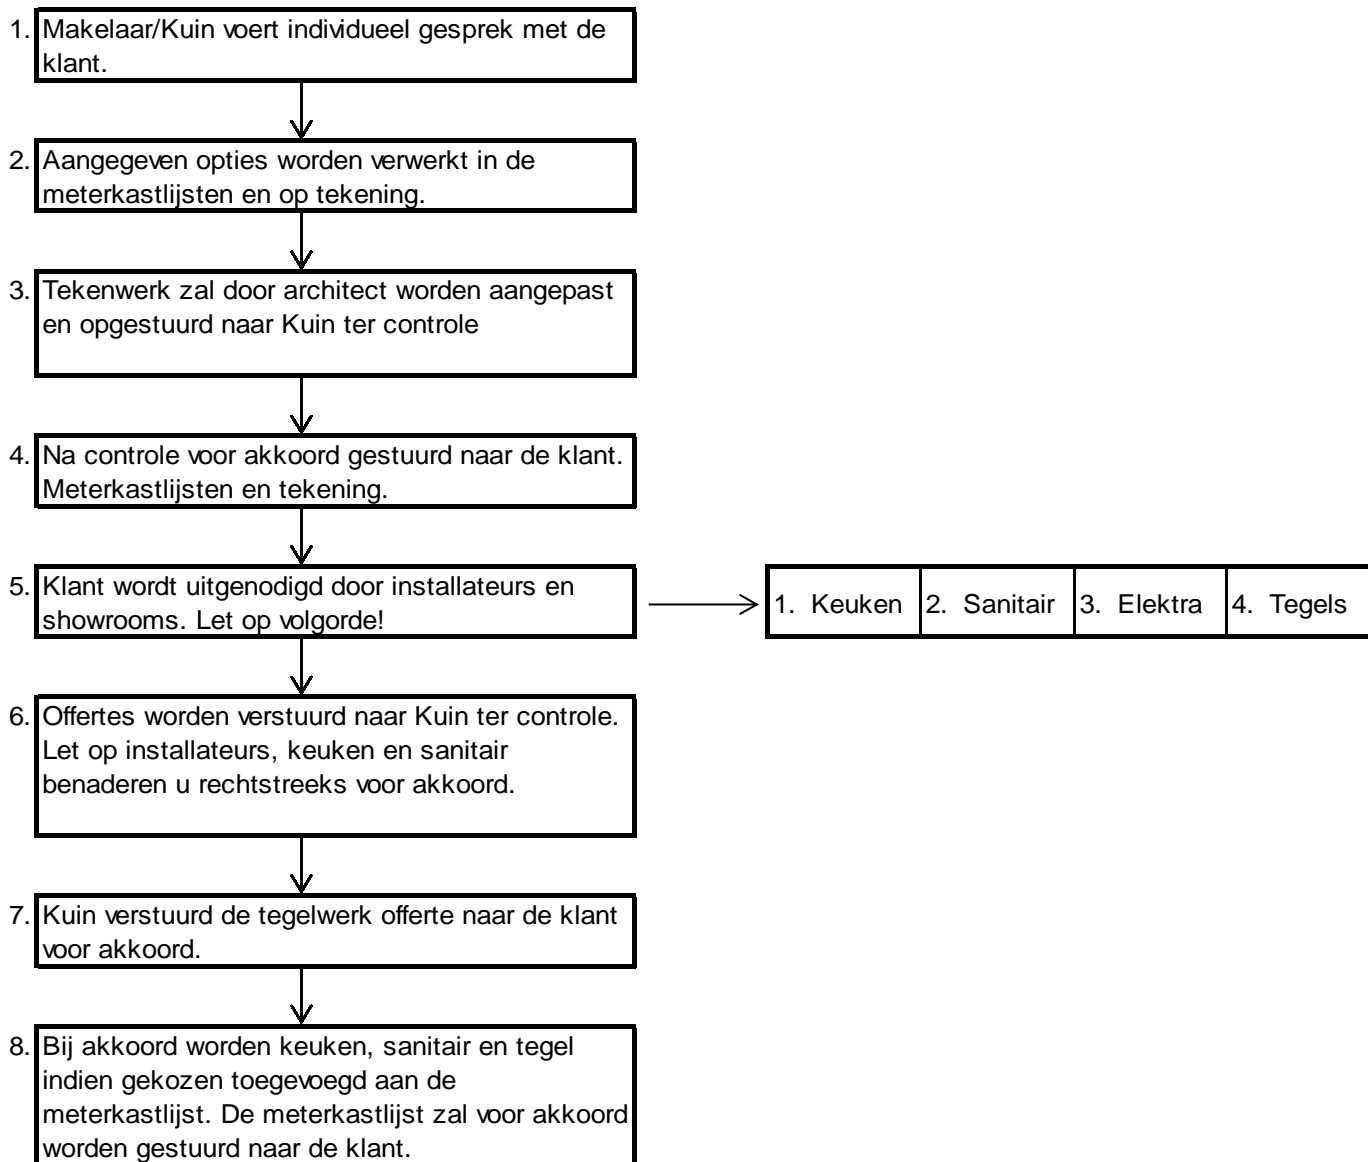 1. Makelaar/Kuin voert individueel gesprek met de
klant.
2. Aangegeven opties worden verwerkt in de
meterkastlijsten en op tekening.
3. Tekenwerk zal door architect worden aangepast
en opgestuurd naar Kuin ter controle
4. Na controle voor akkoord gestuurd naar de klant.
Meterkastlijsten en tekening.
5. Klant wordt uitgenodigd door installateurs en
showrooms. Let op volgorde!
1. Keuken 2. Sanitair 3. Elektra 4. Tegels
6. Offertes worden verstuurd naar Kuin ter controle.
Let op installateurs, keuken en sanitair
benaderen u rechtstreeks voor akkoord.
7. Kuin verstuurd de tegelwerk offerte naar de klant
voor akkoord.
8. Bij akkoord worden keuken, sanitair en tegel
indien gekozen toegevoegd aan de
meterkastlijst. De meterkastlijst zal voor akkoord
worden gestuurd naar de klant.